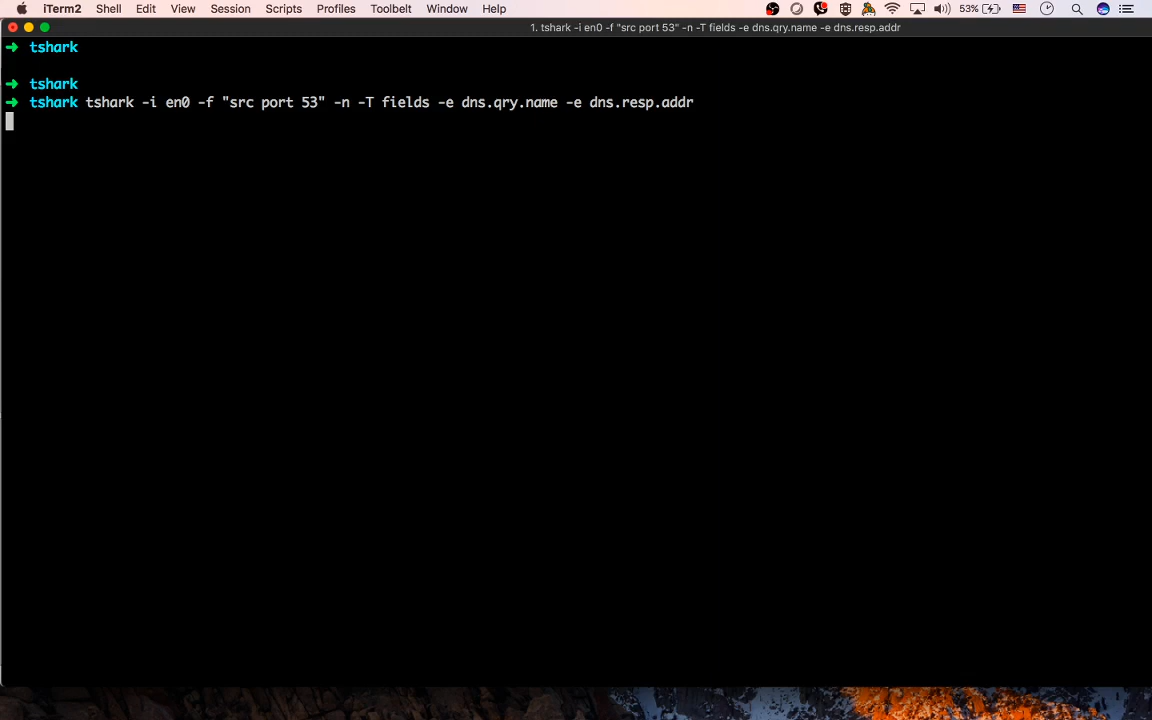 iTerm2 Shell Edit View Session Scripts Profiles Toolbelt Window Help 53%
1. tshark -i en0 -f "src port 53" -n -T fields -e dns.qry.name -e dns.resp.addr
➜ tshark
➜ tshark
➜ tshark tshark -i en0 -f "src port 53" -n -T fields -e dns.qry.name -e dns.resp.addr